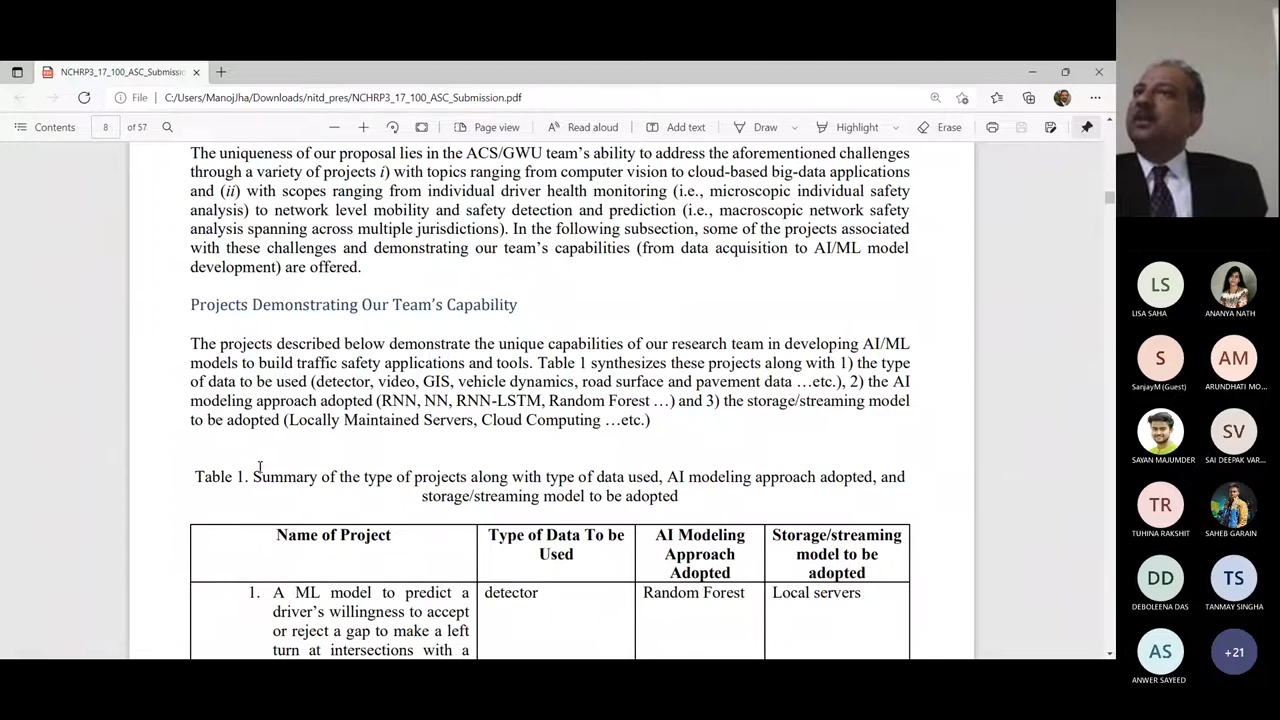 NCHRP3_17_100_ASC_Submissio
File
C:/Users/ManojJha/Downloads/nitd_pres/NCHRP3_17_100_ASC_Submission.pdf
Contents
8
of 57
Page view
Read aloud
Add text
Draw
Highlight
Erase
The uniqueness of our proposal lies in the ACS/GWU team's ability to address the aforementioned challenges
through a variety of projects i) with topics ranging from computer vision to cloud-based big-data applications
and (ii) with scopes ranging from individual driver health monitoring (i.e., microscopic individual safety
analysis) to network level mobility and safety detection and prediction (i.e., macroscopic network safety
analysis spanning across multiple jurisdictions). In the following subsection, some of the projects associated
with these challenges and demonstrating our team's capabilities (from data acquisition to AI/ML model
development) are offered.
Projects Demonstrating Our Team's Capability
The projects described below demonstrate the unique capabilities of our research team in developing AI/ML
models to build traffic safety applications and tools. Table 1 synthesizes these projects along with 1) the type
of data to be used (detector, video, GIS, vehicle dynamics, road surface and pavement data …etc.), 2) the AI
modeling approach adopted (RNN, NN, RNN-LSTM, Random Forest …) and 3) the storage/streaming model
to be adopted (Locally Maintained Servers, Cloud Computing …etc.)
Table 1. Summary of the type of projects along with type of data used, AI modeling approach adopted, and
storage/streaming model to be adopted
Name of Project
Type of Data To be
Used
AI Modeling
Approach
Adopted
Storage/streaming
model to be
adopted
1. A ML model to predict a
driver's willingness to accept
or reject a gap to make a left
turn at intersections with a
detector
Random Forest
Local servers
LS
LISA SAHA
ANANYA NATH
S
SanjayM (Guest)
AM
ARUNDHATI MO...
SAYAN MAJUMDER
SV
SAI DEEPAK VAR...
TR
TUHINA RAKSHIT
SAHEB GARAIN
DD
DEBOLEENA DAS
TS
TANMAY SINGHA
AS
ANWER SAYEED
+21